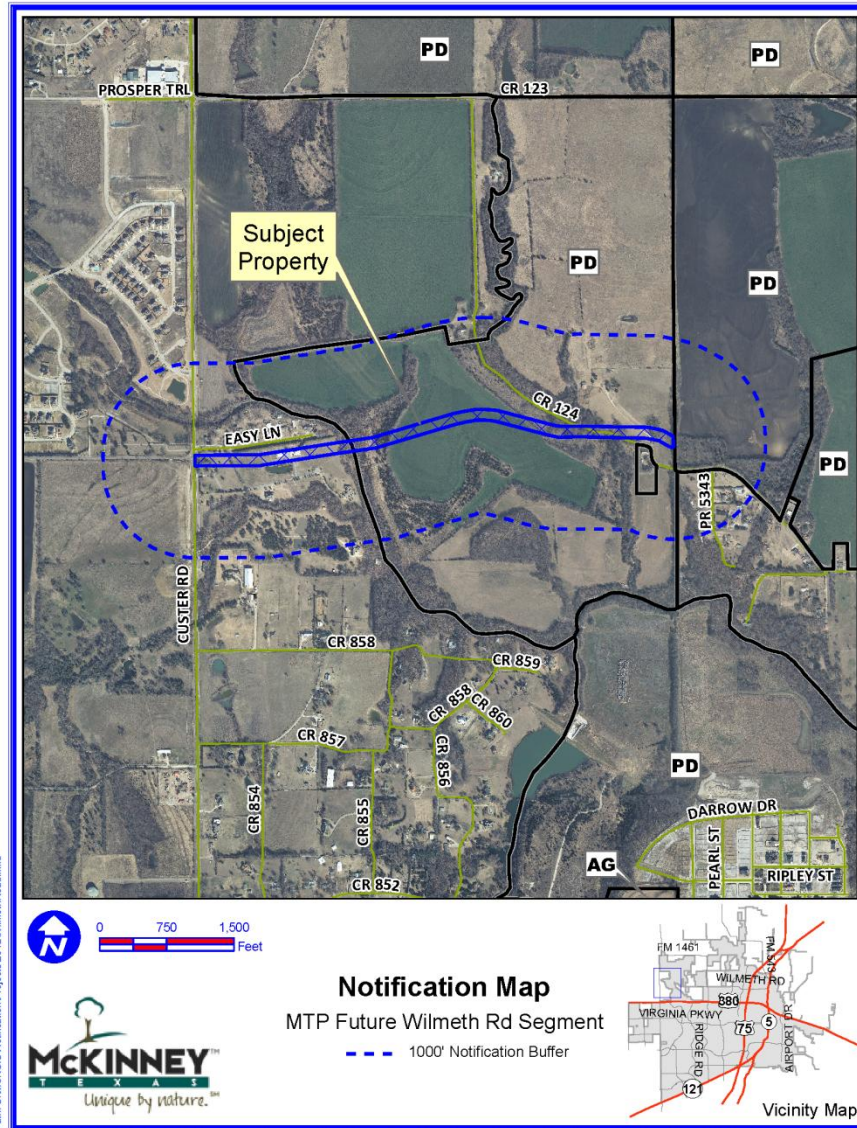 PD
PD
PROSPER TRL
CR 123
Subject
Property
PD
PD
CR 124
EASY LN
PD
PR 5343
CUSTER RD
CR 858
CR 859
CR 858
CR 860
CR 857
CR 856
PD
CR 854
CR 855
DARROW DR
PEARL ST
AG
RIPLEY ST
CR 852
N
0 750 1,500
Feet
Notification Map
MTP Future Wilmeth Rd Segment
1000' Notification Buffer
McKINNEY™
TEXAS
Unique by nature.℠
FM 1461
FM 543
WILMETH RD
380
VIRGINIA PKWY
75
5
RIDGE RD
AIRPORT DR
121
Vicinity Map